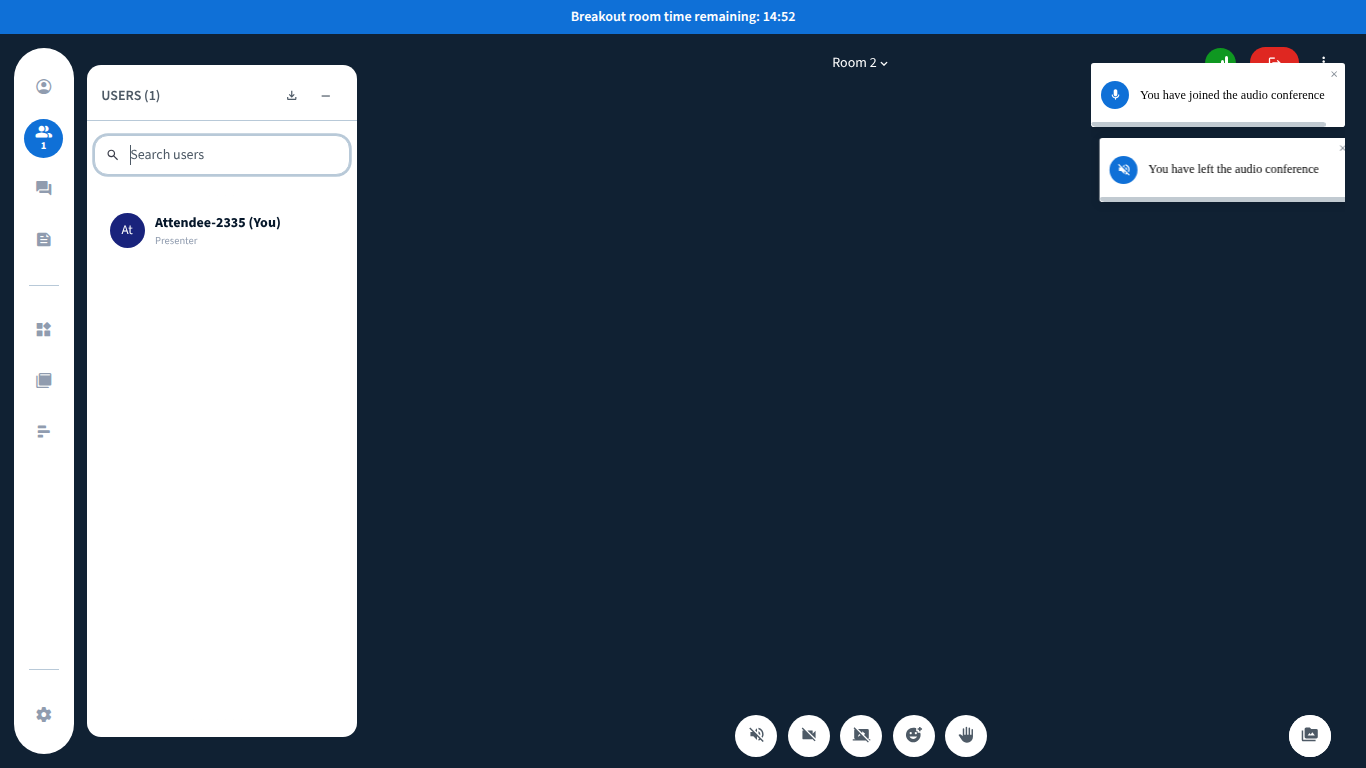 Breakout room time remaining: 14:52
Room 2
You have joined the audio conference
You have left the audio conference
1
USERS (1)
Search users
At
Attendee-2335 (You)
Presenter